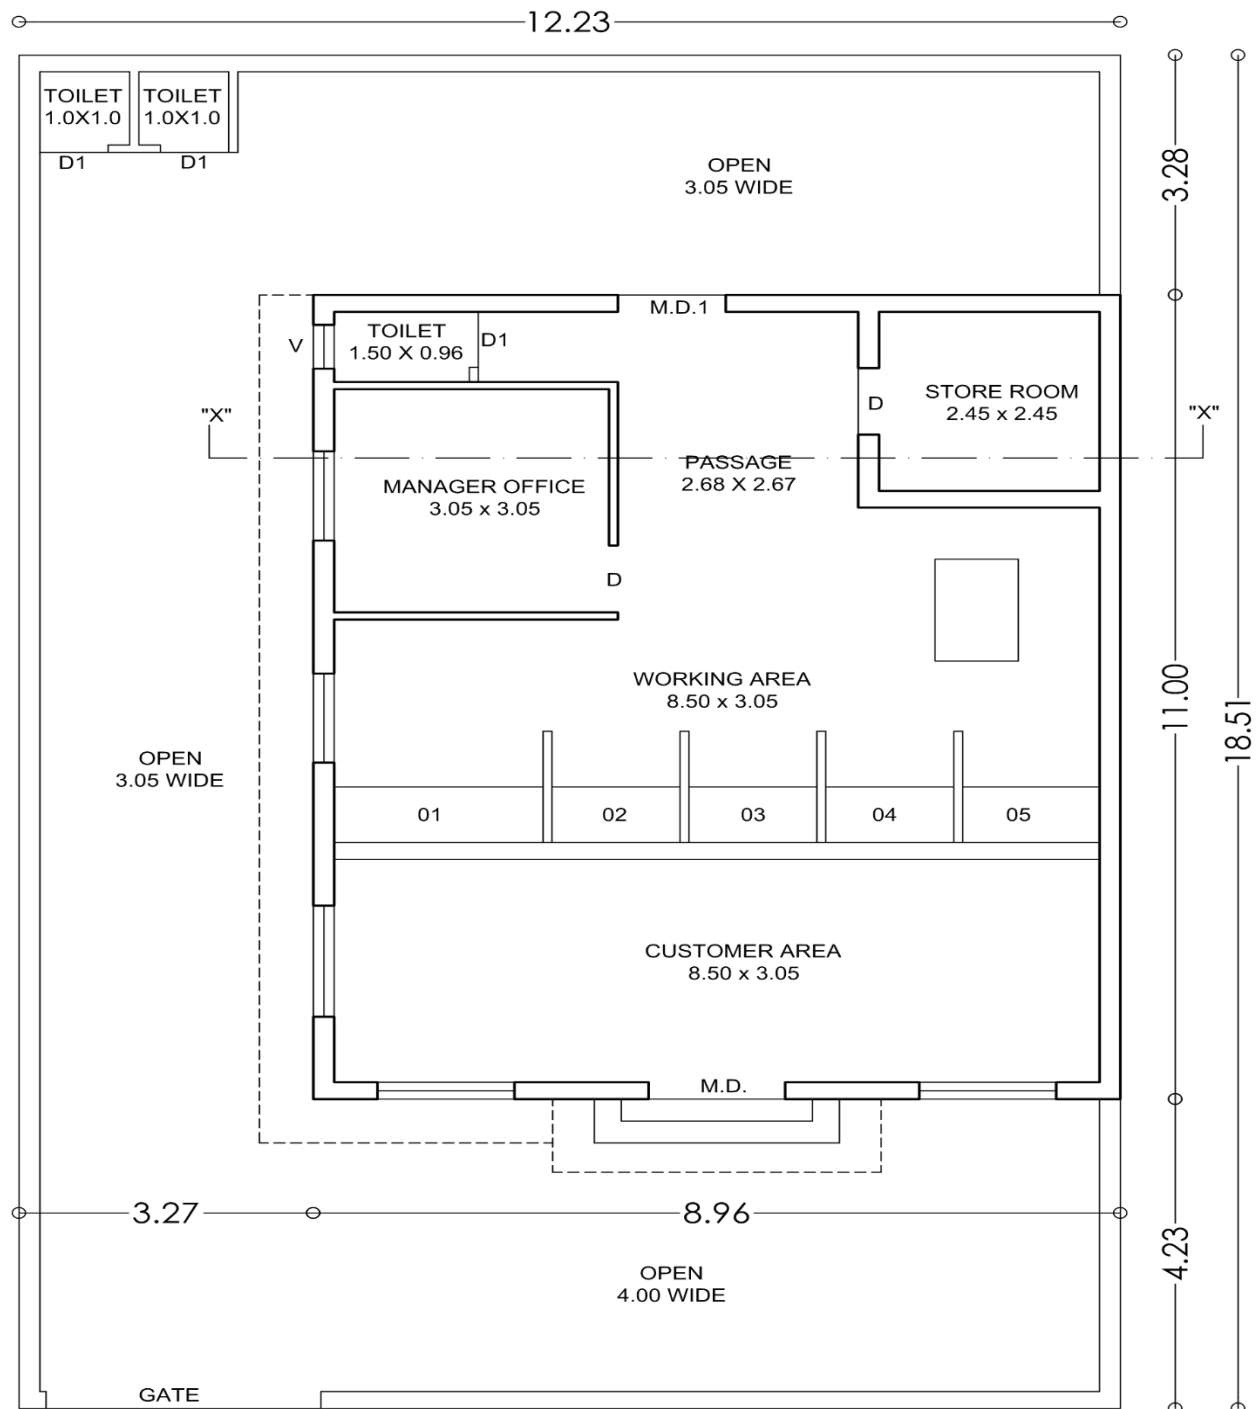 12.23
TOILET
1.0X1.0
TOILET
1.0X1.0
D1
D1
OPEN
3.05 WIDE
3.28
M.D.1
V
TOILET
1.50 X 0.96
D1
STORE ROOM
2.45 x 2.45
D
"X"
"X"
PASSAGE
2.68 X 2.67
MANAGER OFFICE
3.05 x 3.05
D
WORKING AREA
8.50 x 3.05
11.00
18.51
OPEN
3.05 WIDE
01
02
03
04
05
CUSTOMER AREA
8.50 x 3.05
M.D.
3.27
8.96
4.23
OPEN
4.00 WIDE
GATE